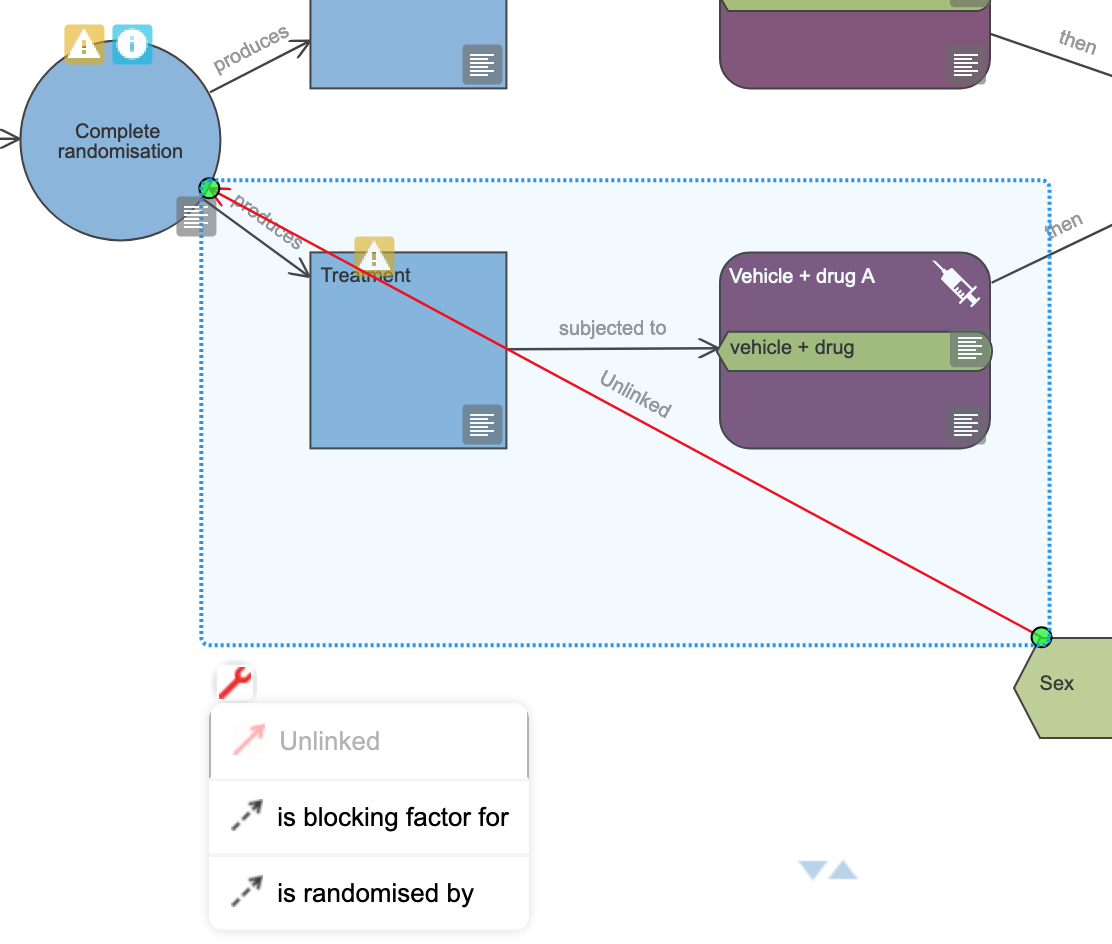 produces
then
Complete
randomisation
produces
then
Treatment
Vehicle + drug A
subjected to
vehicle + drug
Unlinked
Sex
Unlinked
is blocking factor for
is randomised by